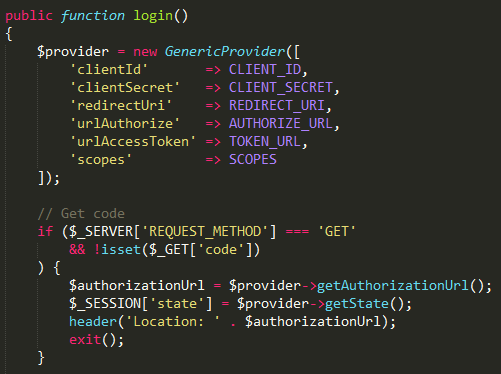 public function login()
{
    $provider = new GenericProvider([
        'clientId'       => CLIENT_ID,
        'clientSecret'   => CLIENT_SECRET,
        'redirectUri'    => REDIRECT_URI,
        'urlAuthorize'   => AUTHORIZE_URL,
        'urlAccessToken' => TOKEN_URL,
        'scopes'         => SCOPES
    ]);

    // Get code
    if ($_SERVER['REQUEST_METHOD'] === 'GET'
        && !isset($_GET['code'])
    ) {
        $authorizationUrl = $provider->getAuthorizationUrl();
        $_SESSION['state'] = $provider->getState();
        header('Location: ' . $authorizationUrl);
        exit();
    }